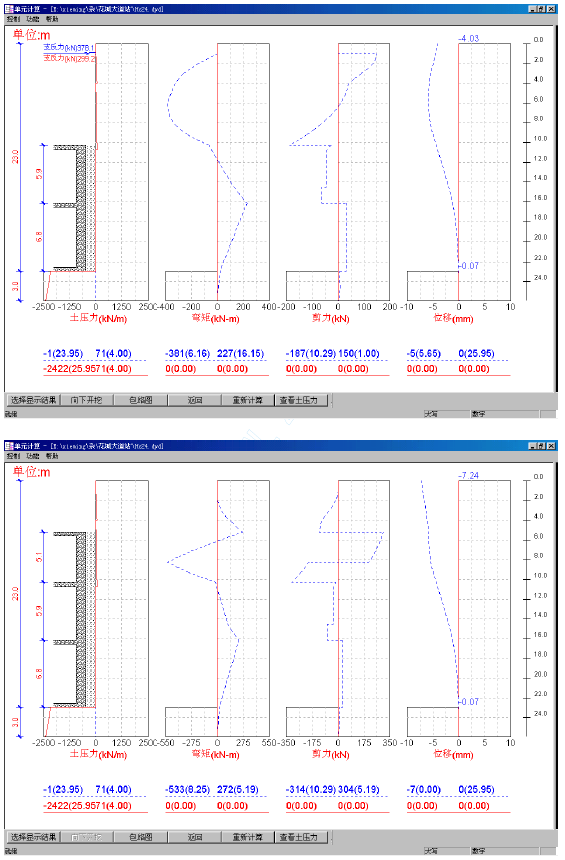 单元计算 - [E:\xieming\杂\花城大道站\Hz24.dyd]
控制 功能 帮助
单位:m
支反力(kN)378.1
支反力(kN)299.2
-4.03
0.0
2.0
4.0
6.0
8.0
10.0
12.0
14.0
16.0
18.0
20.0
22.0
24.0
23.0
5.9
6.8
3.0
-0.07
-2500 -1250 0 1250 2500
土压力(kN/m)
-400 -200 0 200 400
弯矩(kN-m)
-200 -100 0 100 200
剪力(kN)
-10 -5 0 5 10
位移(mm)
-1(23.95) 71(4.00) -381(6.16) 227(16.15) -187(10.29) 150(1.00) -5(5.65) 0(25.95)
-2422(25.9571(4.00) 0(0.00) 0(0.00) 0(0.00) 0(0.00) 0(0.00) 0(0.00)
选择显示结果 向下开挖 包络图 返回 重新计算 查看土压力
就绪 大写 数字
单元计算 - [E:\xieming\杂\花城大道站\Hz24.dyd]
控制 功能 帮助
单位:m
-7.24
0.0
2.0
4.0
6.0
8.0
10.0
12.0
14.0
16.0
18.0
20.0
22.0
24.0
5.1
23.0
5.9
6.8
3.0
-0.07
-2500 -1250 0 1250 2500
土压力(kN/m)
-550 -275 0 275 550
弯矩(kN-m)
-350 -175 0 175 350
剪力(kN)
-10 -5 0 5 10
位移(mm)
-1(23.95) 71(4.00) -533(8.25) 272(5.19) -314(10.29) 304(5.19) -7(0.00) 0(25.95)
-2422(25.9571(4.00) 0(0.00) 0(0.00) 0(0.00) 0(0.00) 0(0.00) 0(0.00)
选择显示结果 向下开挖 包络图 返回 重新计算 查看土压力
就绪 大写 数字